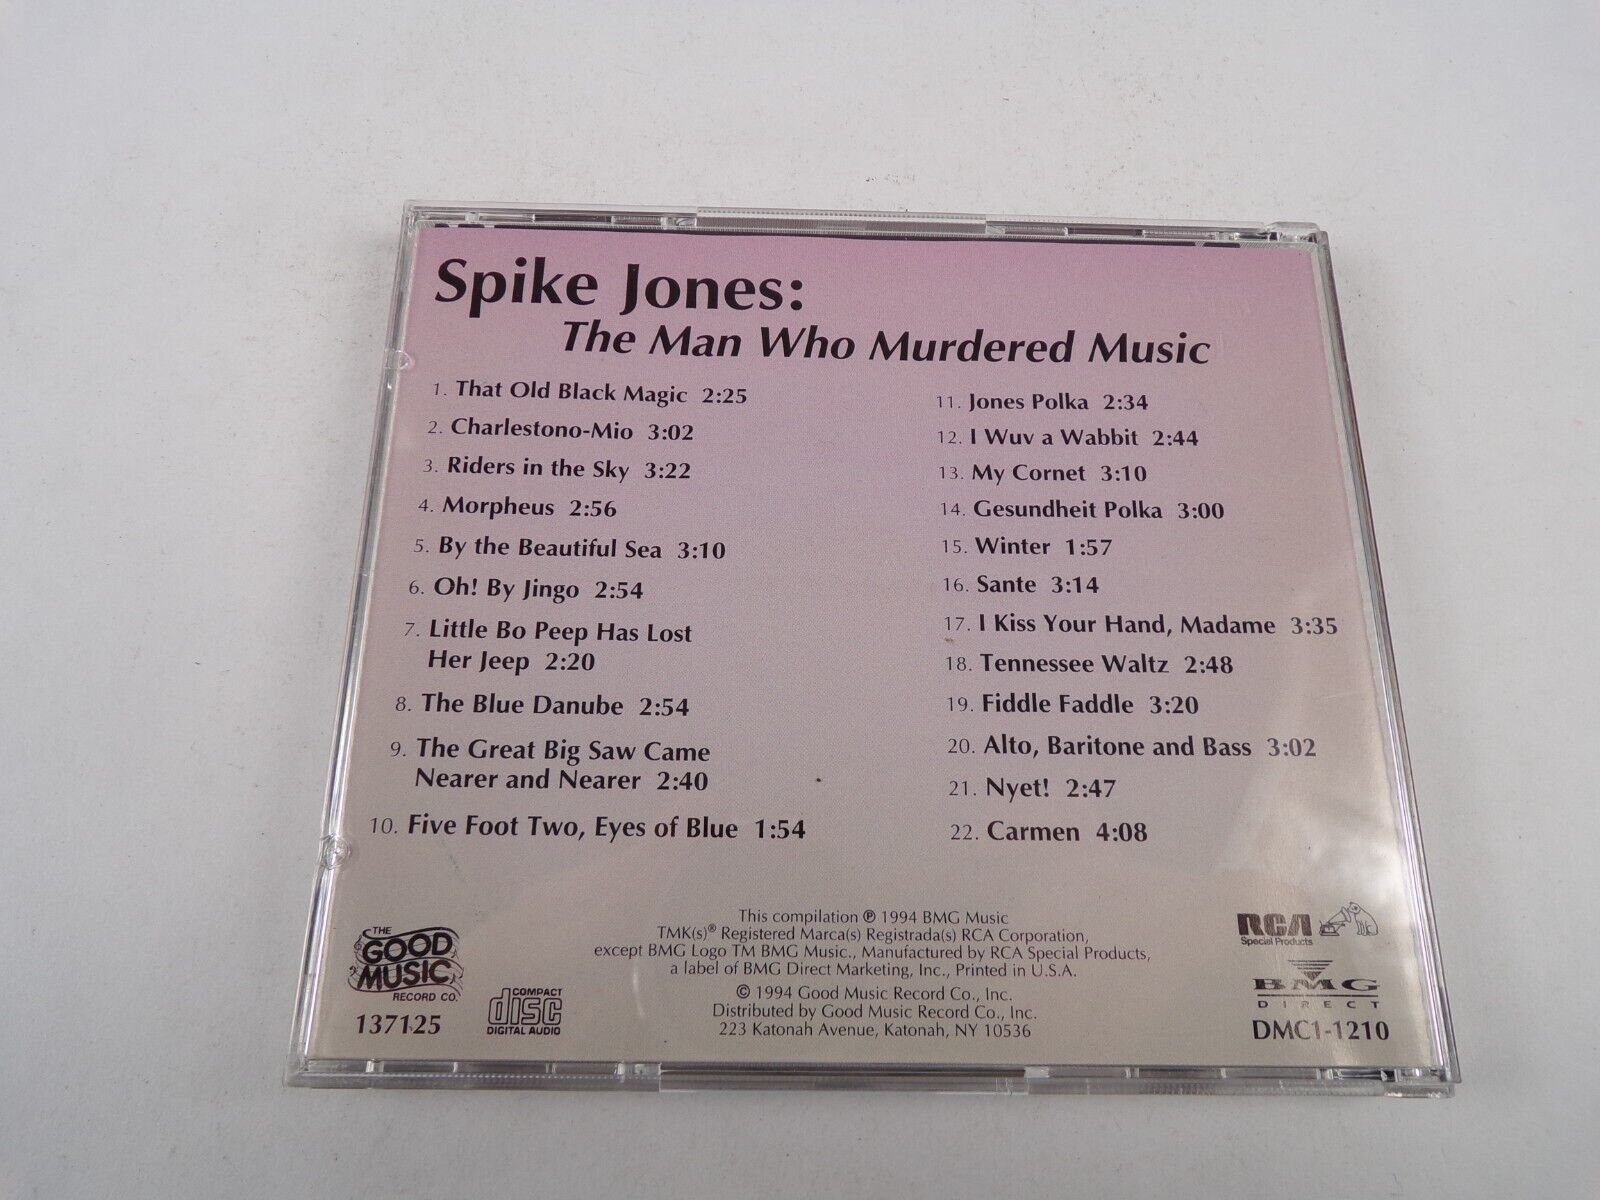 Spike Jones:
The Man Who Murdered Music
1. That Old Black Magic 2:25
2. Charlestono-Mio 3:02
3. Riders in the Sky 3:22
4. Morpheus 2:56
5. By the Beautiful Sea 3:10
6. Oh! By Jingo 2:54
7. Little Bo Peep Has Lost
Her Jeep 2:20
8. The Blue Danube 2:54
9. The Great Big Saw Came
Nearer and Nearer 2:40
10. Five Foot Two, Eyes of Blue 1:54
11. Jones Polka 2:34
12. I Wuv a Wabbit 2:44
13. My Cornet 3:10
14. Gesundheit Polka 3:00
15. Winter 1:57
16. Sante 3:14
17. I Kiss Your Hand, Madame 3:35
18. Tennessee Waltz 2:48
19. Fiddle Faddle 3:20
20. Alto, Baritone and Bass 3:02
21. Nyet! 2:47
22. Carmen 4:08
THE
GOOD
MUSIC
RECORD CO.
137125
COMPACT
disc
DIGITAL AUDIO
This compilation ℗ 1994 BMG Music
TMK(s)® Registered Marca(s) Registrada(s) RCA Corporation,
except BMG Logo TM BMG Music., Manufactured by RCA Special Products,
a label of BMG Direct Marketing, Inc., Printed in U.S.A.
© 1994 Good Music Record Co., Inc.
Distributed by Good Music Record Co., Inc.
223 Katonah Avenue, Katonah, NY 10536
RCA
Special Products
BMG
DIRECT
DMC1-1210